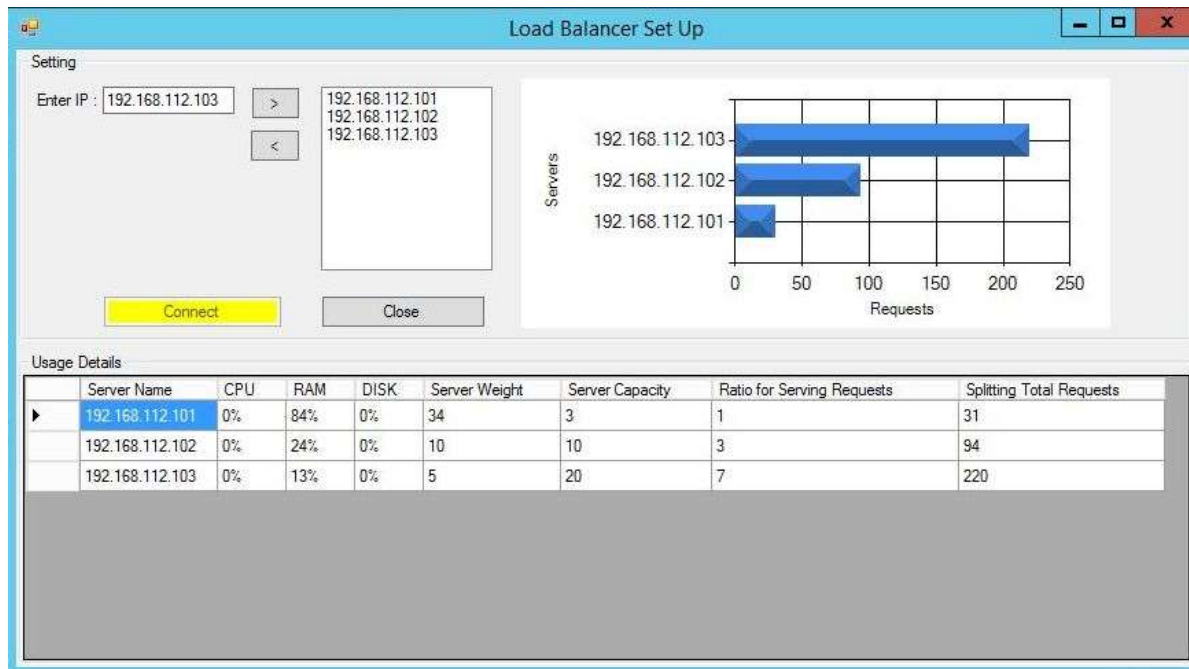 Load Balancer Set Up
Setting
Enter IP : 192.168.112.103
>
<
192.168.112.101
192.168.112.102
192.168.112.103
Connect
Close
Servers
192.168.112.103
192.168.112.102
192.168.112.101
0 50 100 150 200 250
Requests
Usage Details
Server Name CPU RAM DISK Server Weight Server Capacity Ratio for Serving Requests Splitting Total Requests
192.168.112.101 0% 84% 0% 34 3 1 31
192.168.112.102 0% 24% 0% 10 10 3 94
192.168.112.103 0% 13% 0% 5 20 7 220